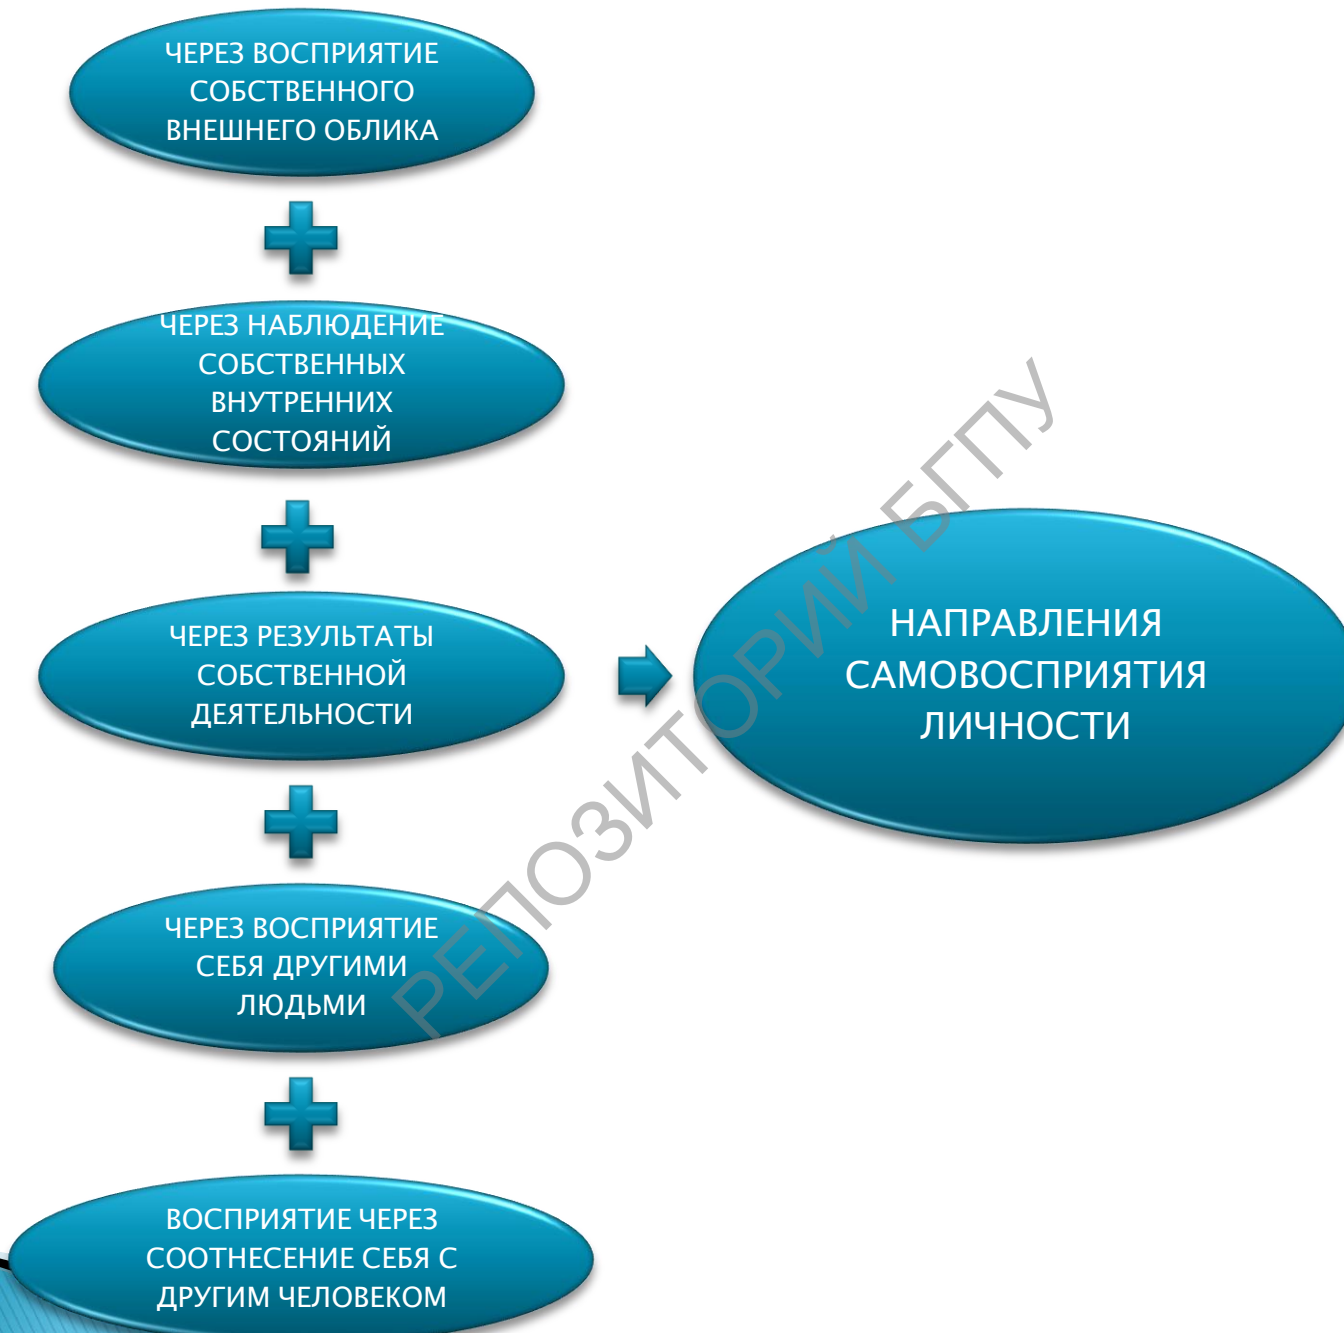 ЧЕРЕЗ ВОСПРИЯТИЕ
СОБСТВЕННОГО
ВНЕШНЕГО ОБЛИКА
ЧЕРЕЗ НАБЛЮДЕНИЕ
СОБСТВЕННЫХ
ВНУТРЕННИХ
СОСТОЯНИЙ
ЧЕРЕЗ РЕЗУЛЬТАТЫ
СОБСТВЕННОЙ
ДЕЯТЕЛЬНОСТИ
ЧЕРЕЗ ВОСПРИЯТИЕ
СЕБЯ ДРУГИМИ
ЛЮДЬМИ
ВОСПРИЯТИЕ ЧЕРЕЗ
СООТНЕСЕНИЕ СЕБЯ С
ДРУГИМ ЧЕЛОВЕКОМ
НАПРАВЛЕНИЯ
САМОВОСПРИЯТИЯ
ЛИЧНОСТИ
РЕПОЗИТОРИЙ БГПУ